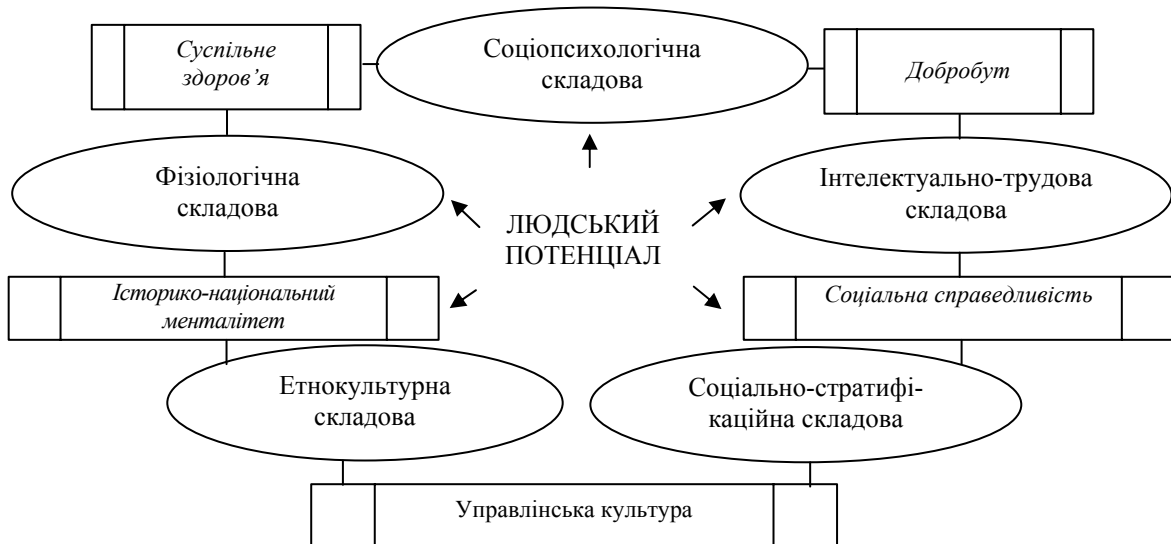 Суспільне
здоров’я
Соціопсихологічна
складова
Добробут
Фізіологічна
складова
Інтелектуально-трудова
складова
ЛЮДСЬКИЙ
ПОТЕНЦІАЛ
Історико-національний
менталітет
Соціальна справедливість
Етнокультурна
складова
Соціально-стратифі-
каційна складова
Управлінська культура